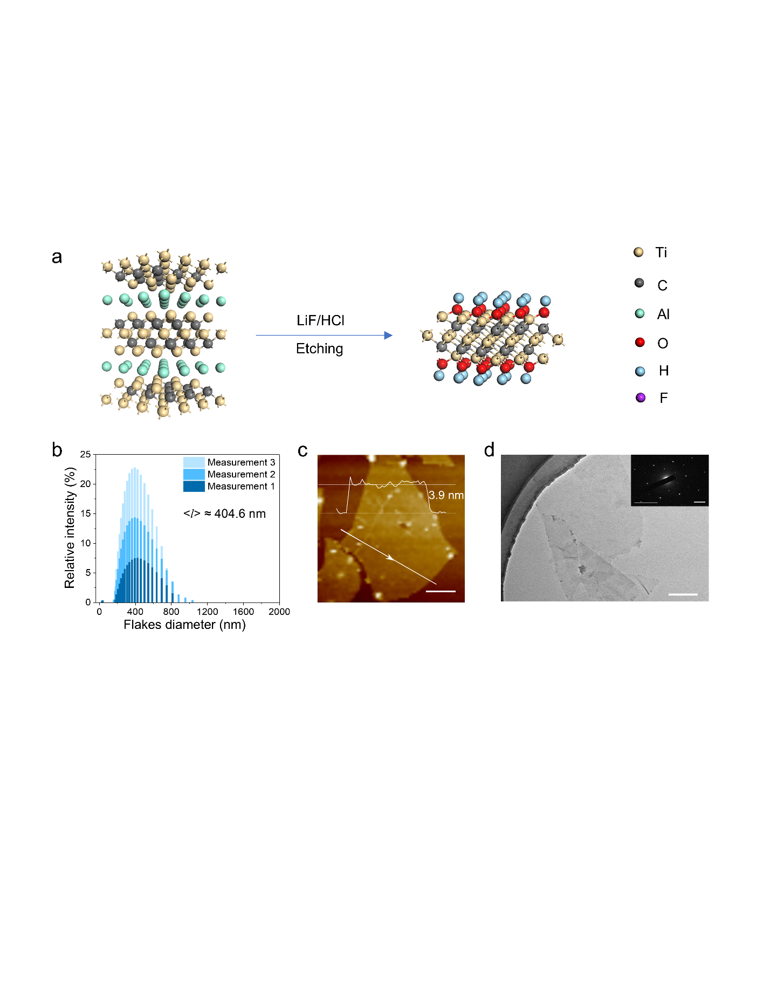 a
LiF/HCl
Etching
Ti
C
Al
O
H
F
b
25
20
15
10
5
0
Relative intensity (%)
Measurement 3
Measurement 2
Measurement 1
<l> ≈ 404.6 nm
0 400 800 1200 1600 2000
Flakes diameter (nm)
c
3.9 nm
d